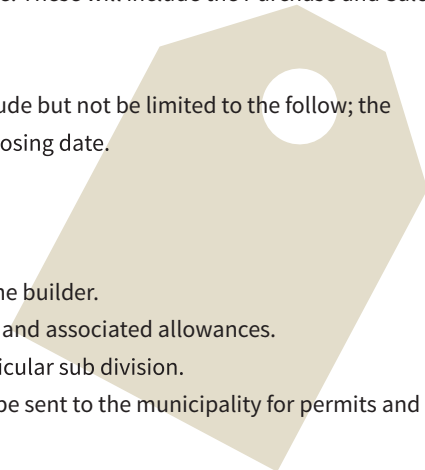 These will include the Purchase and
ude but not be limited to the follow; the
osing date.
he builder.
and associated allowances.
icular sub division.
be sent to the municipality for permits and